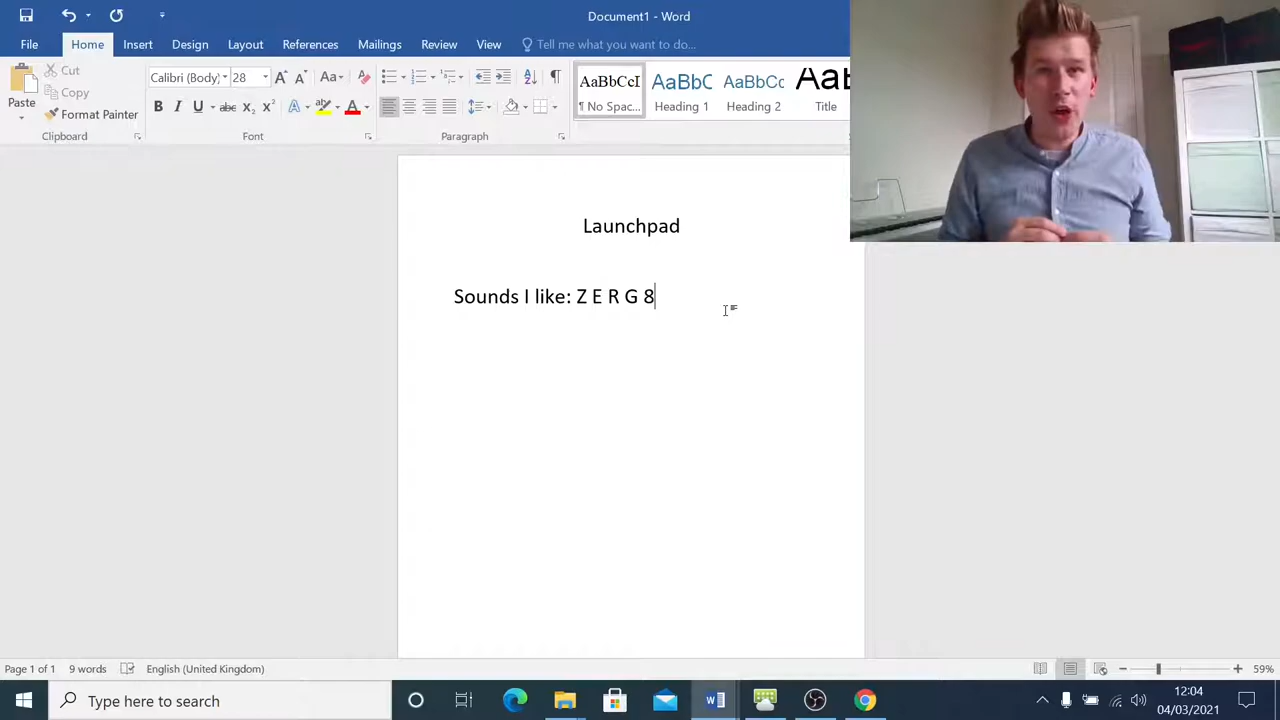 Document1 - Word
File Home Insert Design Layout References Mailings Review View Tell me what you want to do...
Paste
Cut
Copy
Format Painter
Clipboard
Calibri (Body) 28
Font
Paragraph
AaBbCcI
¶ No Spac...
AaBbC
Heading 1
AaBbCc
Heading 2
AaB
Title
Launchpad
Sounds I like: Z E R G 8
Page 1 of 1 9 words English (United Kingdom) 59%
Type here to search
12:04
04/03/2021